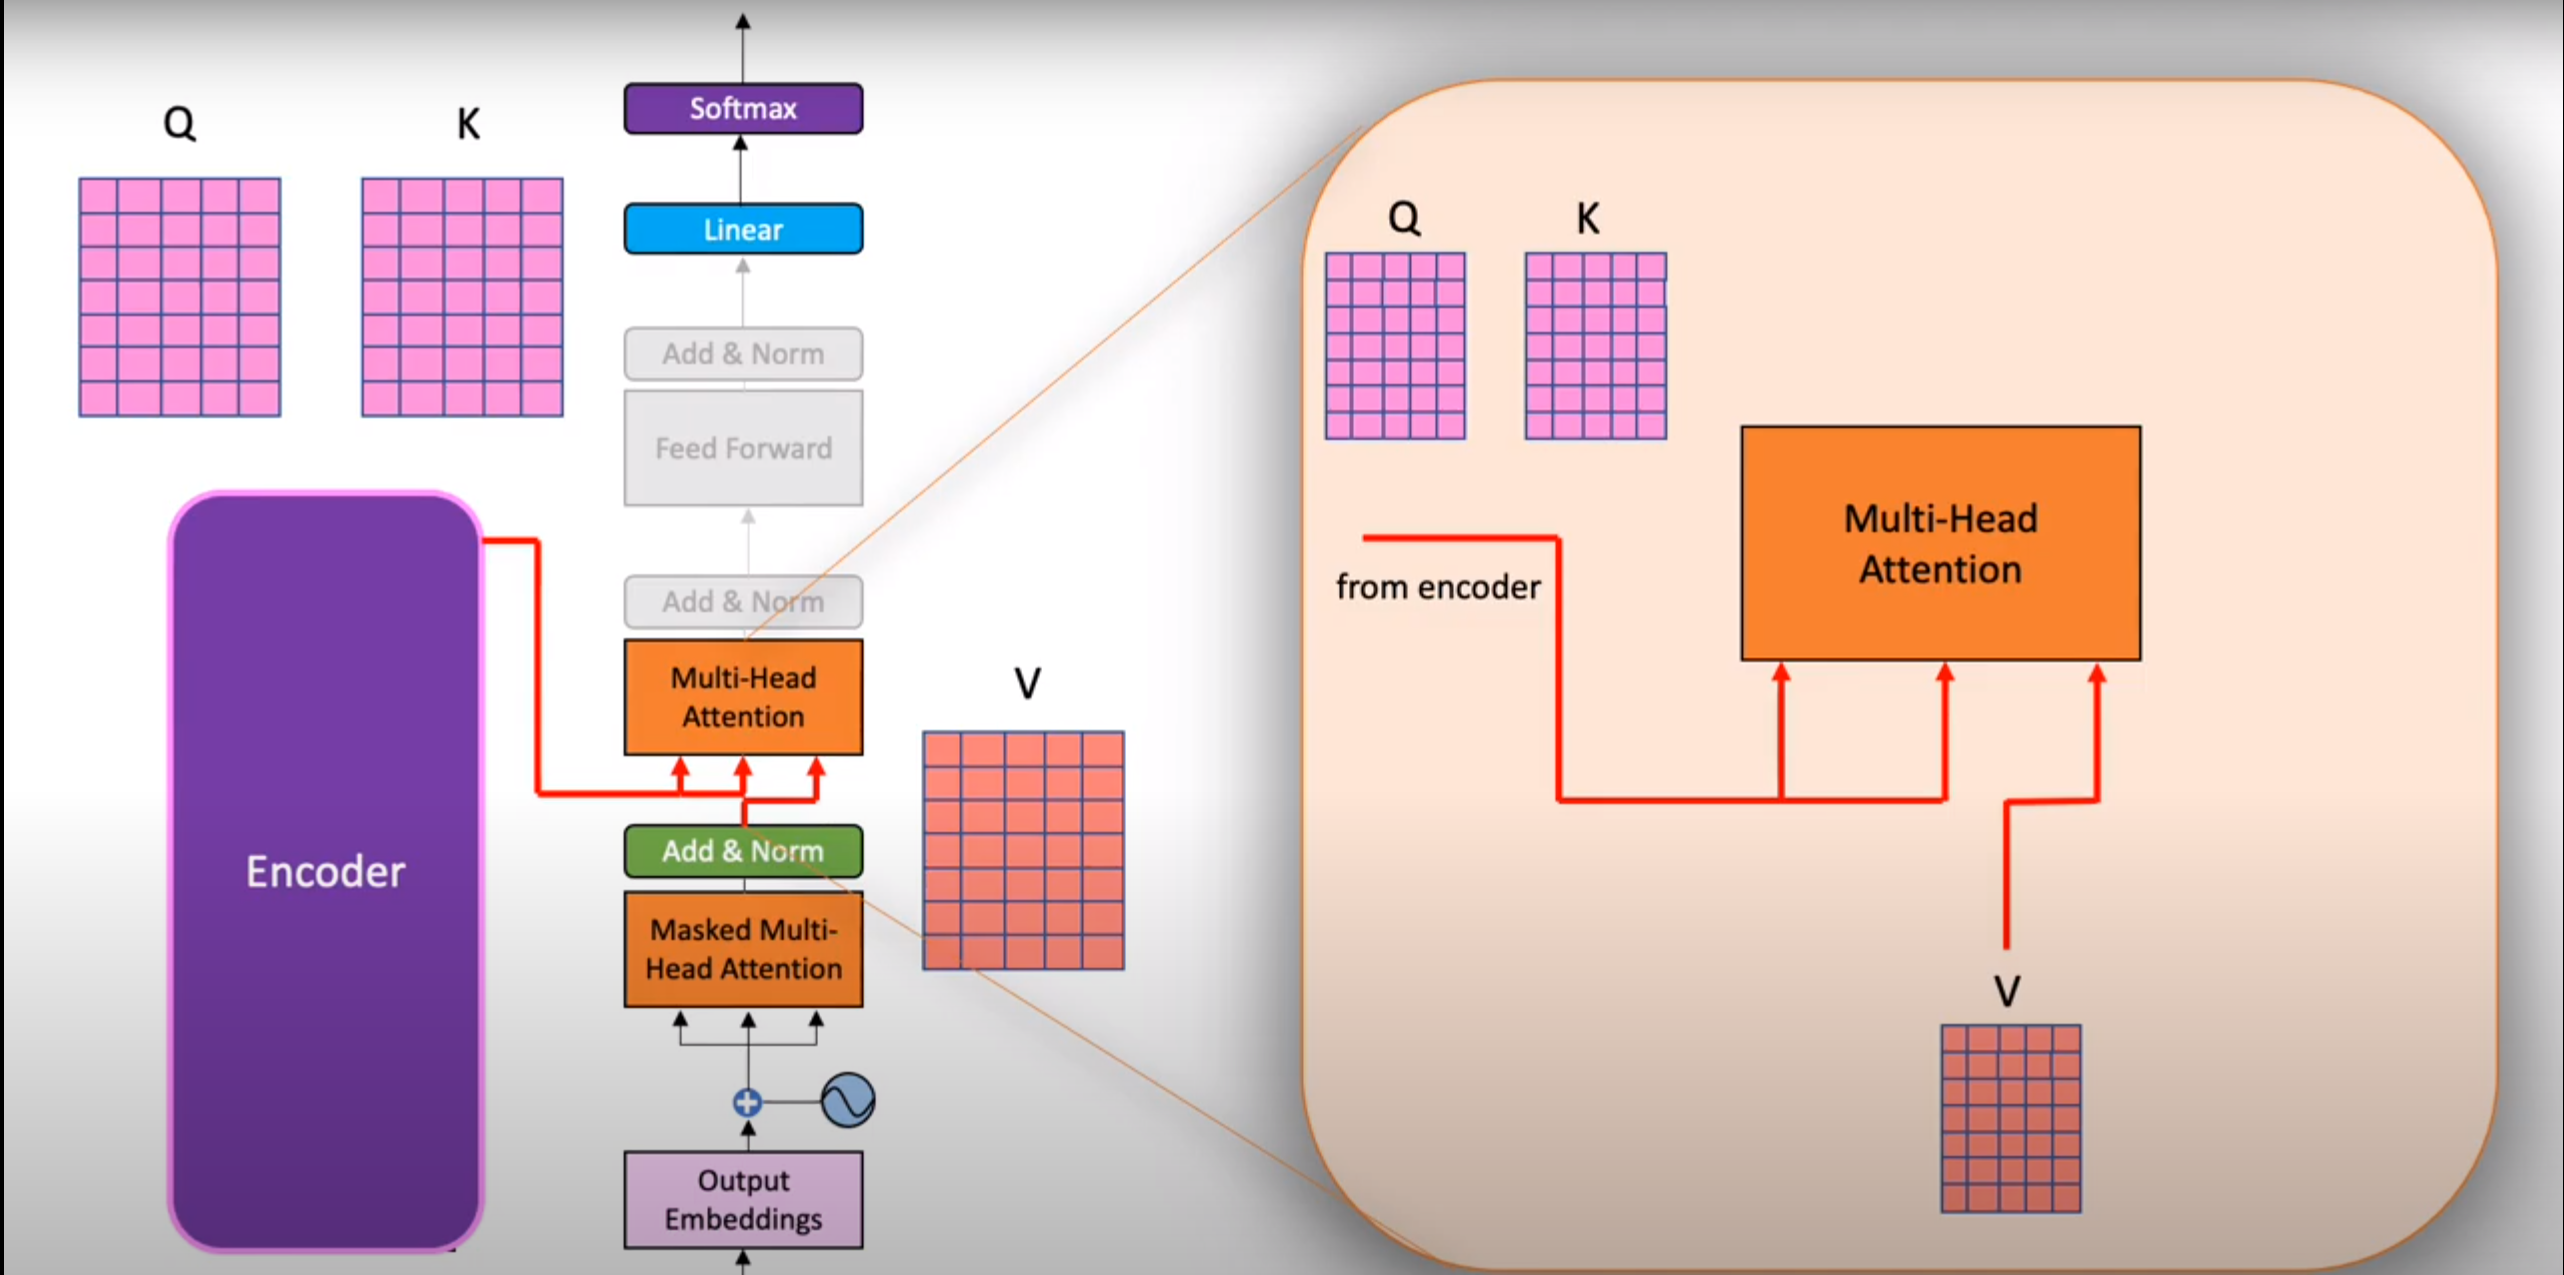 Q
K
Softmax
Linear
Add & Norm
Feed Forward
Add & Norm
Multi-Head
Attention
V
Add & Norm
Masked Multi-
Head Attention
Output
Embeddings
Encoder
Q
K
Multi-Head
Attention
from encoder
V